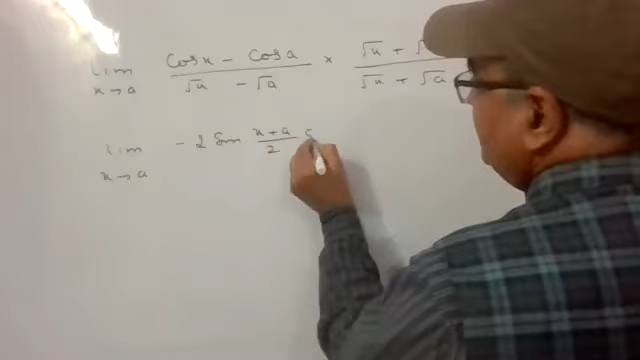 lim x→a (Cos x - Cos a)/(√x - √a) × (√x + √)/(√x + √a)
lim x→a - 2 Sin (x+a)/2 S